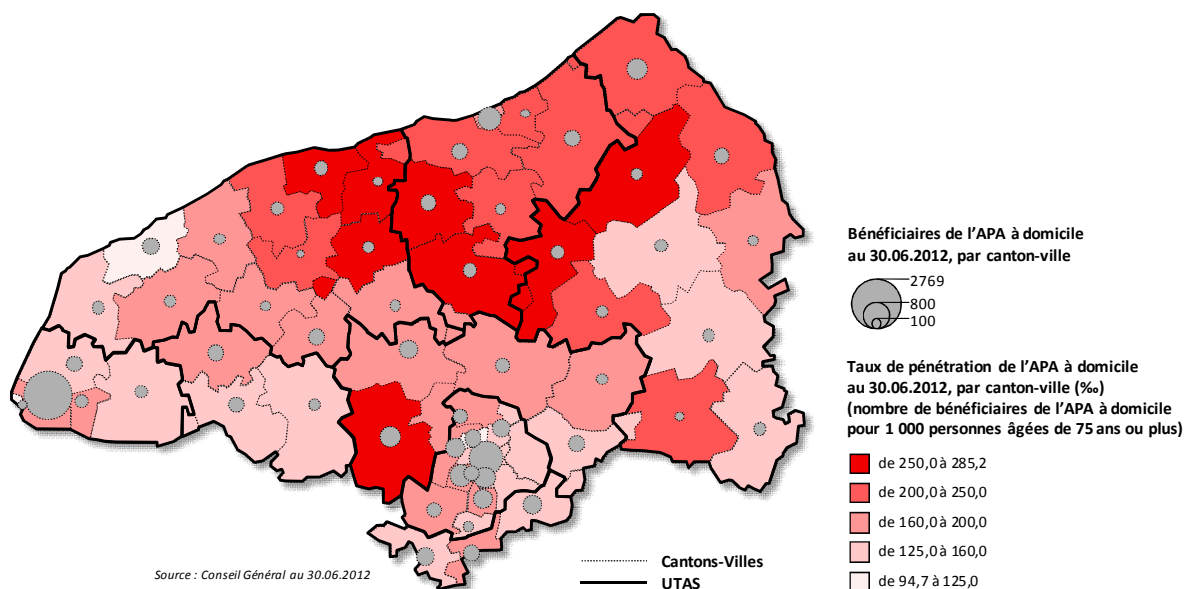 Bénéficiaires de l'APA à domicile
au 30.06.2012, par canton-ville
2769
800
100
Taux de pénétration de l'APA à domicile
au 30.06.2012, par canton-ville (‰)
(nombre de bénéficiaires de l'APA à domicile
pour 1 000 personnes âgées de 75 ans ou plus)
de 250,0 à 285,2
de 200,0 à 250,0
de 160,0 à 200,0
de 125,0 à 160,0
de 94,7 à 125,0
Cantons-Villes
UTAS
Source : Conseil Général au 30.06.2012